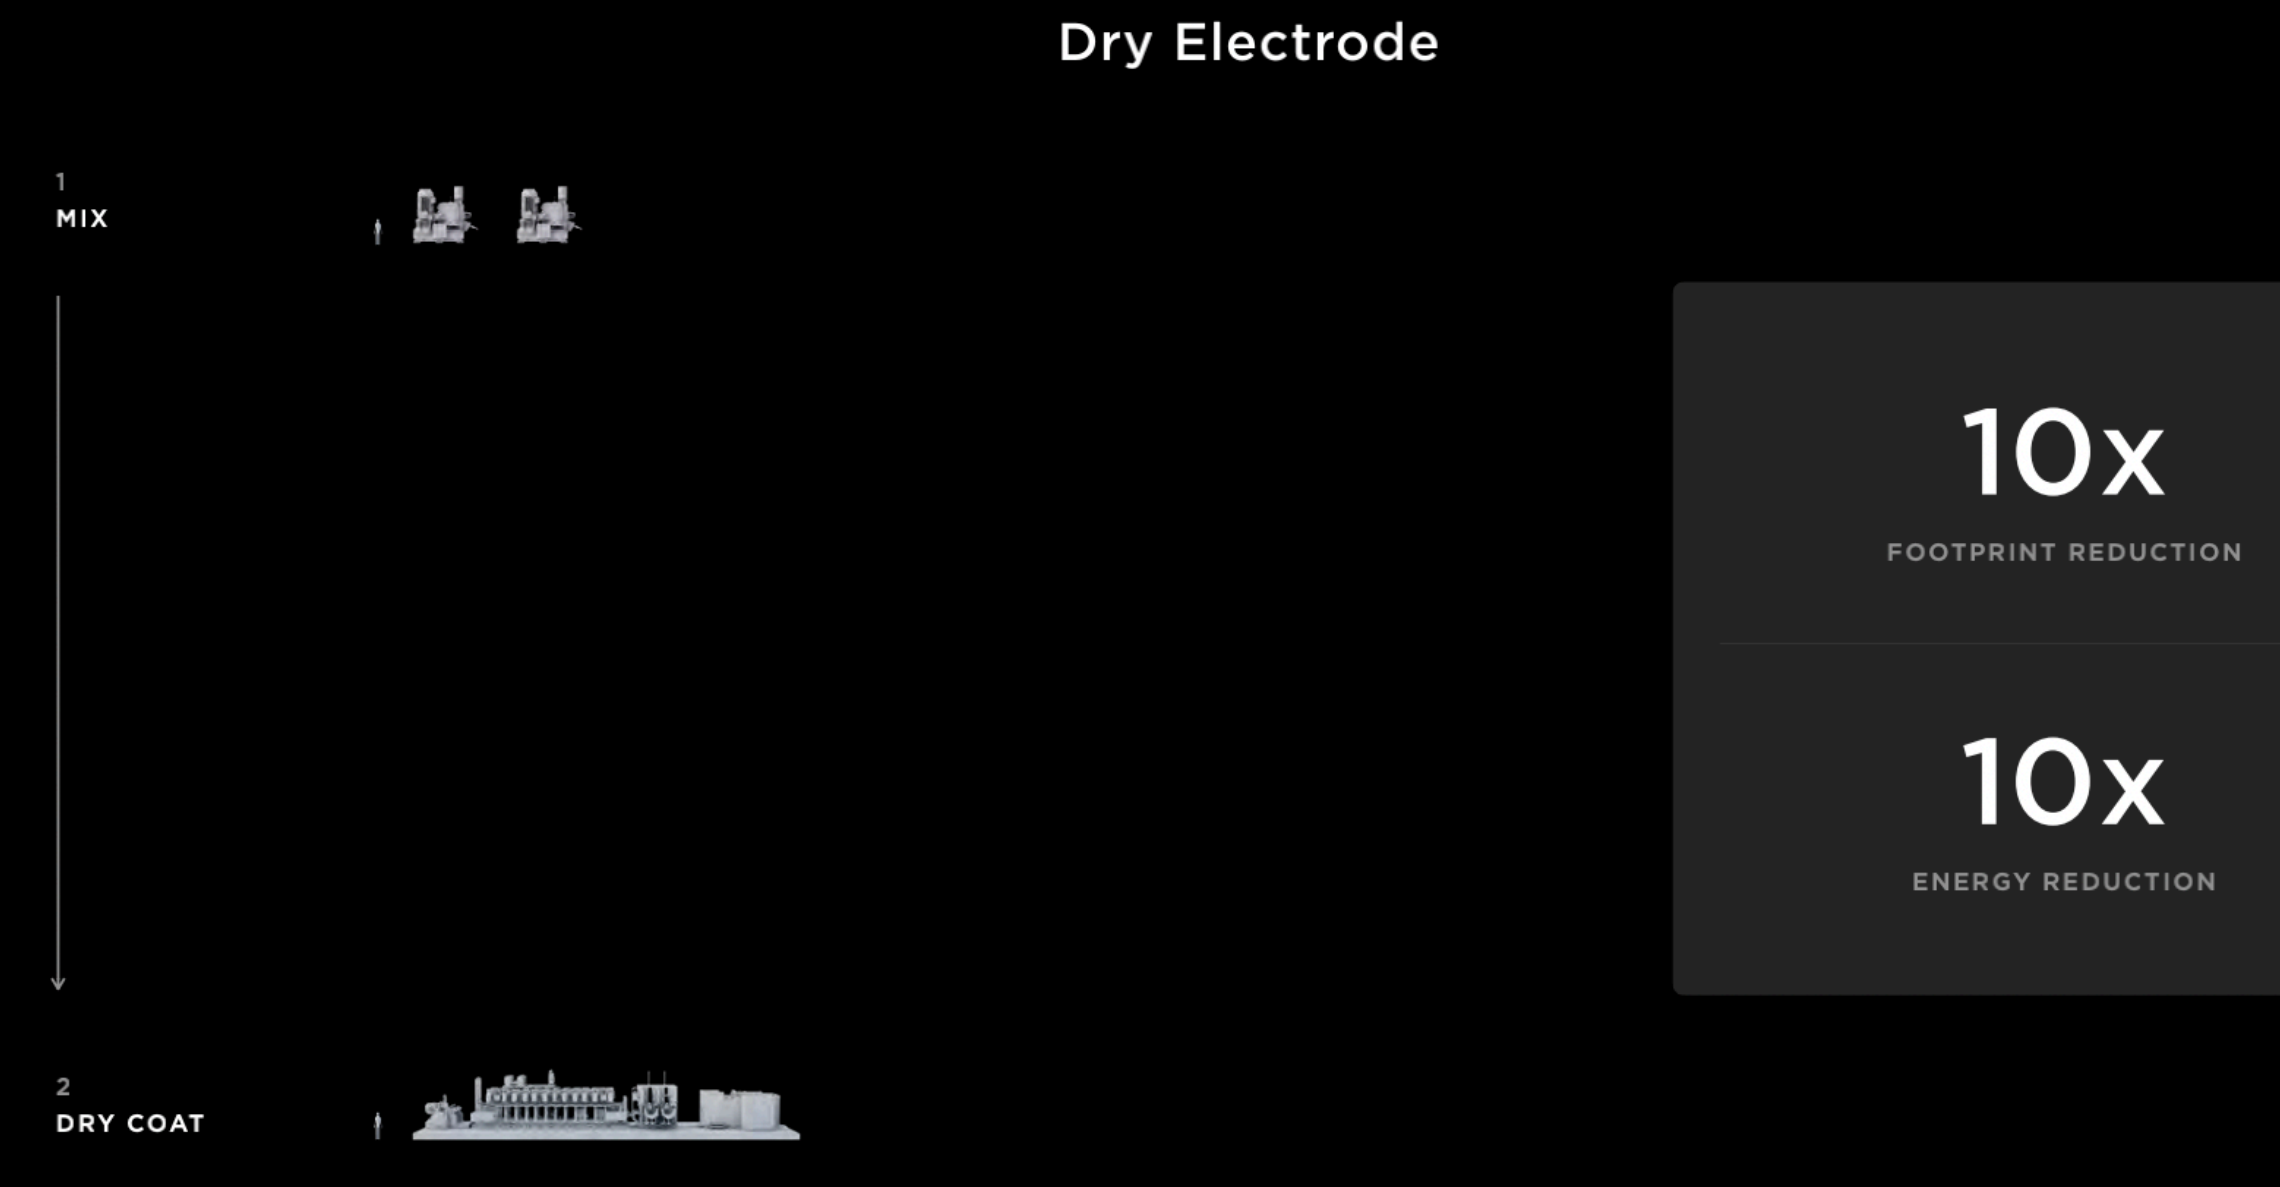 Dry Electrode
1
MIX
10x
FOOTPRINT REDUCTION
10x
ENERGY REDUCTION
2
DRY COAT